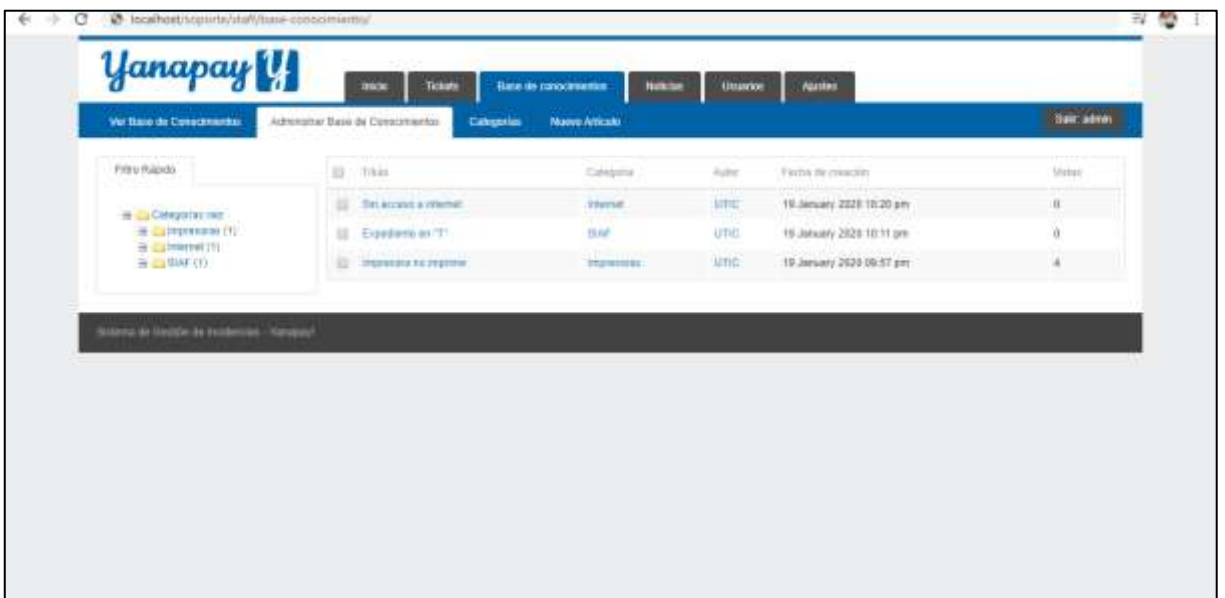 localhost/soporte/staff/base-conocimiento/
Yanapay Y!
Inicio Tickets Base de conocimientos Noticias Usuarios Ajustes
Ver Base de Conocimientos Administrar Base de Conocimientos Categorías Nuevo Artículo Salir: admin
Filtro Rápido
Categorías raíz
Impresoras (1)
Internet (1)
SIAF (1)
Título Categoría Autor Fecha de creación Vistas
Sin acceso a internet Internet UTIC 19 January 2020 10:20 pm 0
Expediente en "T" SIAF UTIC 19 January 2020 10:11 pm 0
Impresora no imprime Impresoras UTIC 19 January 2020 09:57 pm 4
Sistema de Gestión de Incidencias - Yanapay!